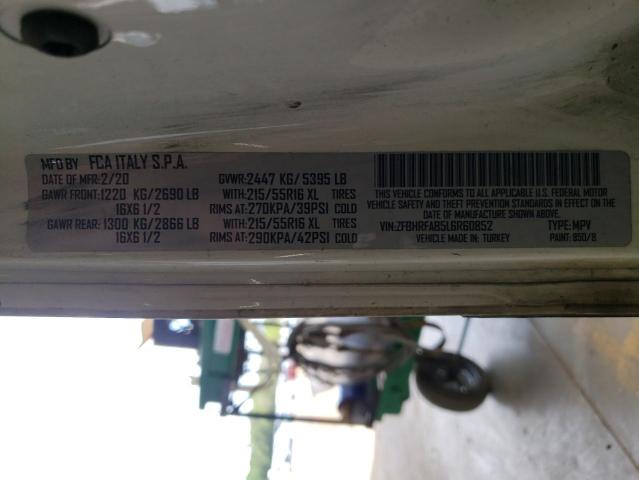 MFD BY FCA ITALY S.P.A.
DATE OF MFR: 2/20 GVWR: 2447 KG/ 5395 LB
GAWR FRONT: 1220 KG/2690 LB WITH: 215/55R16 XL TIRES
16X6 1/2 RIMS AT: 270KPA/39PSI COLD
GAWR REAR: 1300 KG/2866 LB WITH: 215/55R16 XL TIRES
16X6 1/2 RIMS AT: 290KPA/42PSI COLD
THIS VEHICLE CONFORMS TO ALL APPLICABLE U.S. FEDERAL MOTOR
VEHICLE SAFETY AND THEFT PREVENTION STANDARDS IN EFFECT ON THE
DATE OF MANUFACTURE SHOWN ABOVE.
VIN: ZFBHRFAB5L6R60852 TYPE: MPV
VEHICLE MADE IN: TURKEY PAINT: 950/B